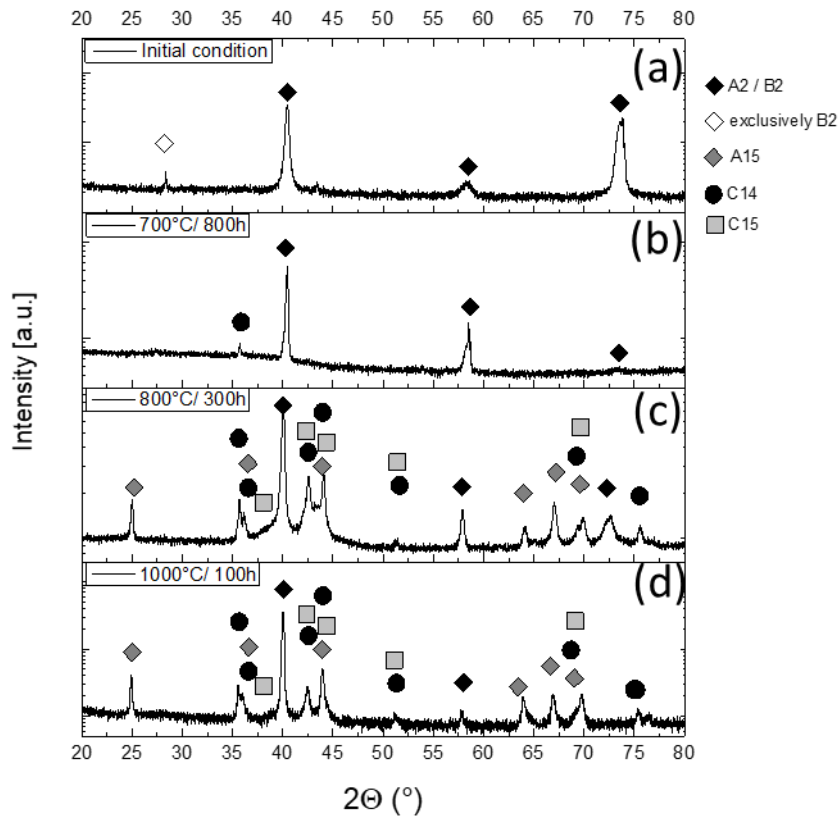 20 25 30 35 40 45 50 55 60 65 70 75 80
Initial condition
(a)
A2 / B2
exclusively B2
A15
C14
C15
700°C/ 800h
(b)
Intensity [a.u.]
800°C/ 300h
(c)
1000°C/ 100h
(d)
20 25 30 35 40 45 50 55 60 65 70 75 80
2Θ (°)